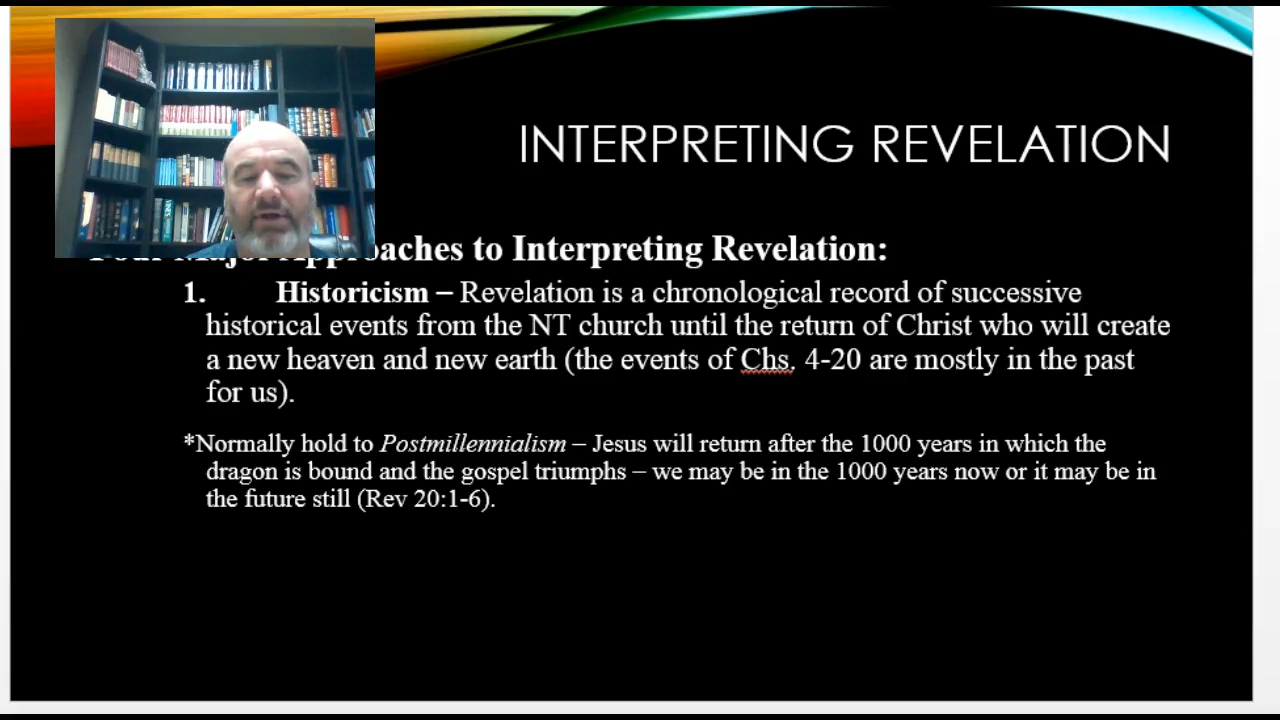 INTERPRETING REVELATION
Four Major Approaches to Interpreting Revelation:
1. Historicism – Revelation is a chronological record of successive
historical events from the NT church until the return of Christ who will create
a new heaven and new earth (the events of Chs. 4-20 are mostly in the past
for us).
*Normally hold to Postmillennialism – Jesus will return after the 1000 years in which the
dragon is bound and the gospel triumphs – we may be in the 1000 years now or it may be in
the future still (Rev 20:1-6).